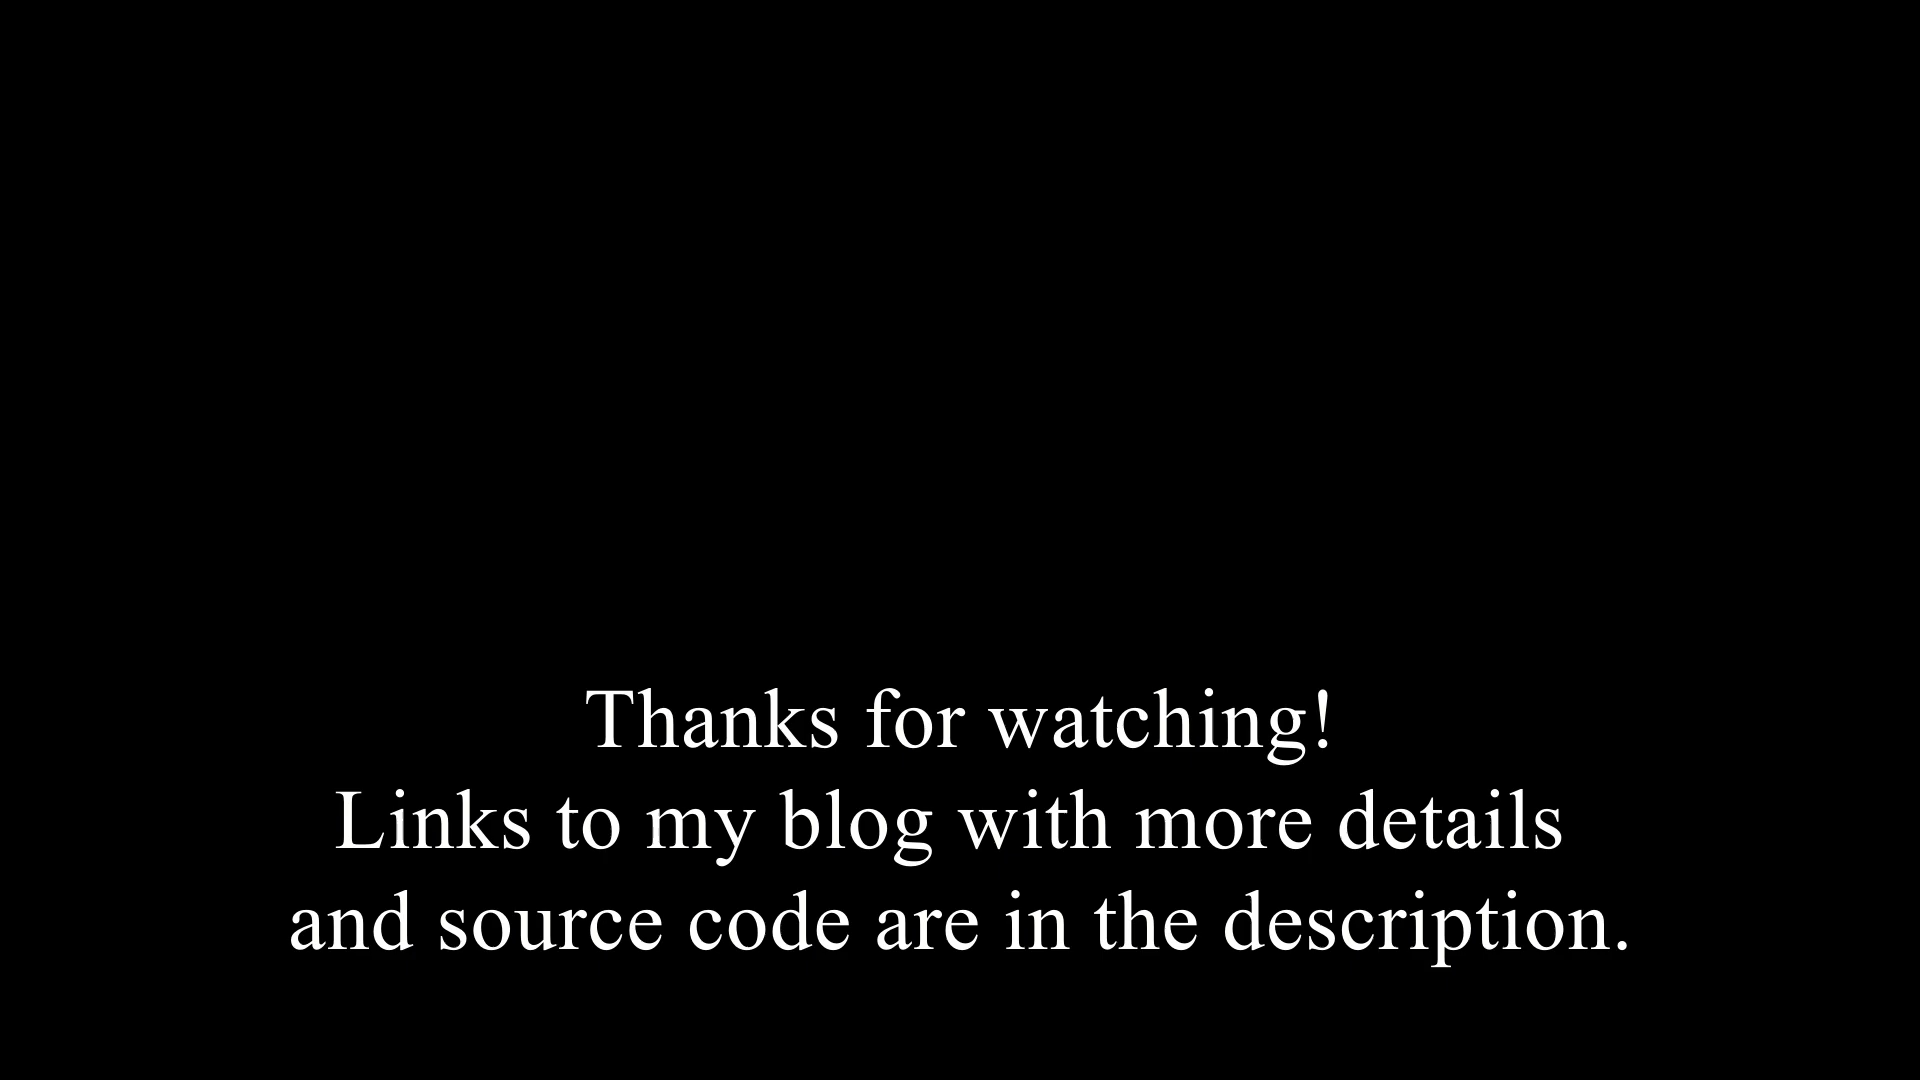 Thanks for watching!
Links to my blog with more details
and source code are in the description.